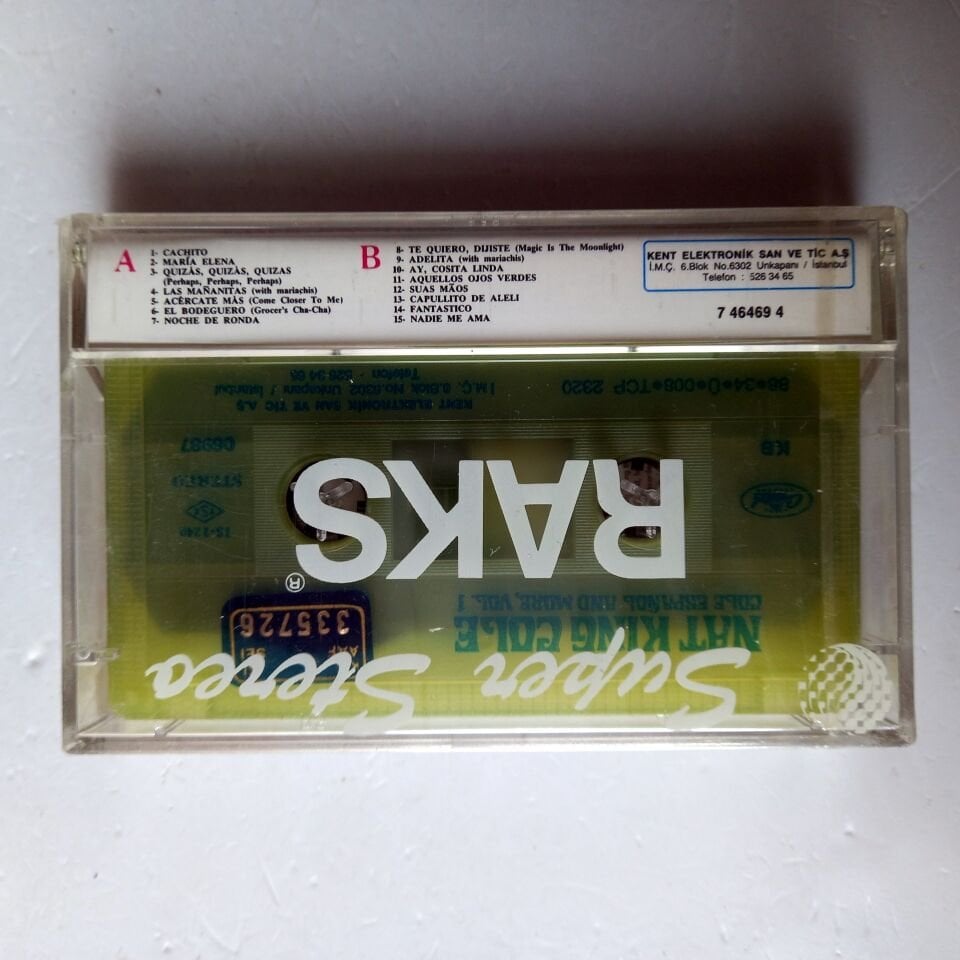 A
1- CACHITO
2- MARÍA ELENA
3- QUIZÀS, QUIZÀS, QUIZAS
(Perhaps, Perhaps, Perhaps)
4- LAS MAÑANITAS (with mariachis)
5- ACÉRCATE MÀS (Come Closer To Me)
6- EL BODEGUERO (Grocer's Cha-Cha)
7- NOCHE DE RONDA
B
8- TE QUIERO, DIJISTE (Magic Is The Moonlight)
9- ADELITA (with mariachis)
10- AY, COSITA LINDA
11- AQUELLOS OJOS VERDES
12- SUAS MÃOS
13- CAPULLITO DE ALELI
14- FANTASTICO
15- NADIE ME AMA
KENT ELEKTRONİK SAN VE TİC A.Ş
İ.M.Ç. 6.Blok No.6302 Unkapanı / İstanbul
Telefon : 526 34 65
7 46469 4
Super Stereo
335726
NAT KING COLE
COLE ESPAÑOL AND MORE, VOL. 1
RAKS®
STEREO
KB
88•34•Ü•008•TCP 2320
KENT ELEKTRONİK SAN VE TİC A.Ş
İ.M.Ç. 6.Blok No.6302 Unkapanı / İstanbul
Telefon : 526 34 65